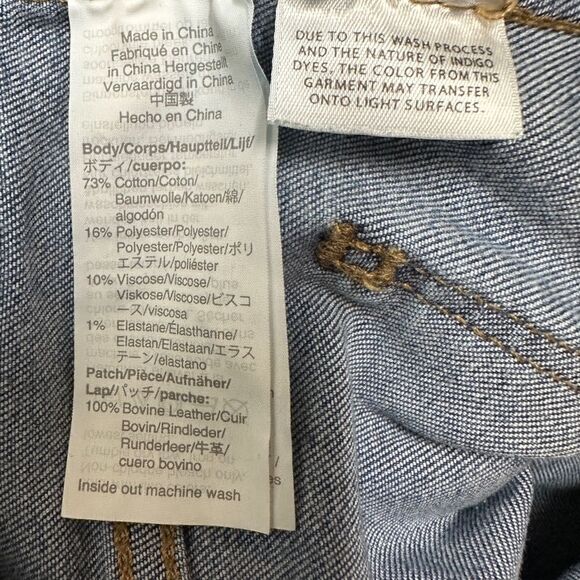 Made in China
Fabriqué en Chine
in China Hergestellt
Vervaardigd in China
中国製
Hecho en China
Body/Corps/Hauptteil/Lijf/
ボディ/cuerpo:
73% Cotton/Coton/
Baumwolle/Katoen/綿/
algodón
16% Polyester/Polyester/
Polyester/Polyester/ポリ
エステル/poliéster
10% Viscose/Viscose/
Viskose/Viscose/ビスコ
ース/viscosa
1% Elastane/Élasthanne/
Elastan/Elastaan/エラス
テーン/elastano
Patch/Pièce/Aufnäher/
Lap/パッチ/parche:
100% Bovine Leather/Cuir
Bovin/Rindleder/
Runderleer/牛革/
cuero bovino
Inside out machine wash
DUE TO THIS WASH PROCESS
AND THE NATURE OF INDIGO
DYES, THE COLOR FROM THIS
GARMENT MAY TRANSFER
ONTO LIGHT SURFACES.